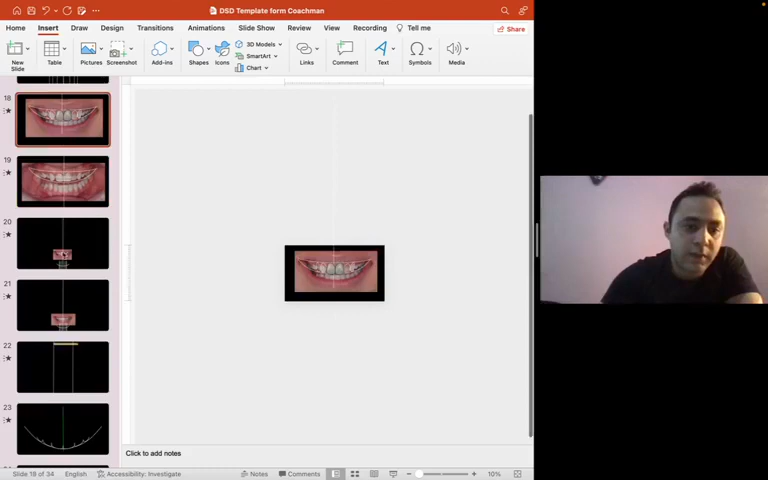 DSD Template form Coachman
Home Insert Draw Design Transitions Animations Slide Show Review View Recording Tell me
Share
New Slide
Table
Pictures
Screenshot
Add-ins
Shapes
Icons
3D Models
SmartArt
Chart
Links
Comment
Text
Symbols
Media
18
19
20
21
22
23
Click to add notes
Slide 18 of 34 English Accessibility: Investigate Notes Comments 10%